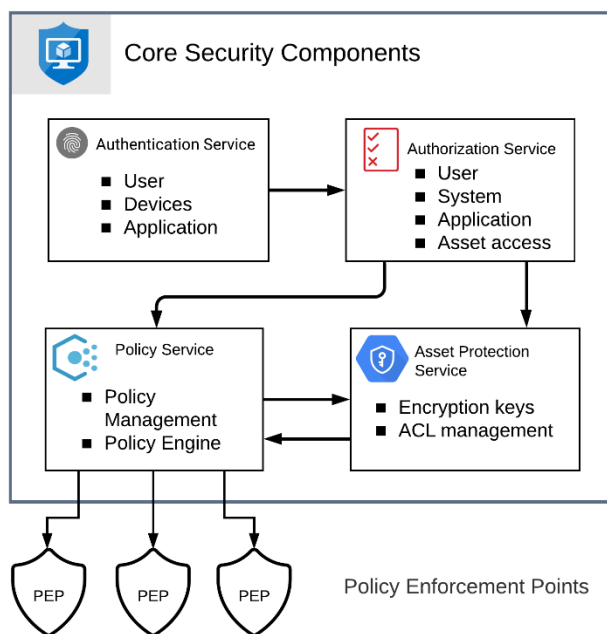 Core Security Components
Authentication Service
■ User
■ Devices
■ Application
Authorization Service
■ User
■ System
■ Application
■ Asset access
Policy Service
■ Policy
Management
■ Policy Engine
Asset Protection
Service
■ Encryption keys
■ ACL management
PEP
PEP
PEP
Policy Enforcement Points